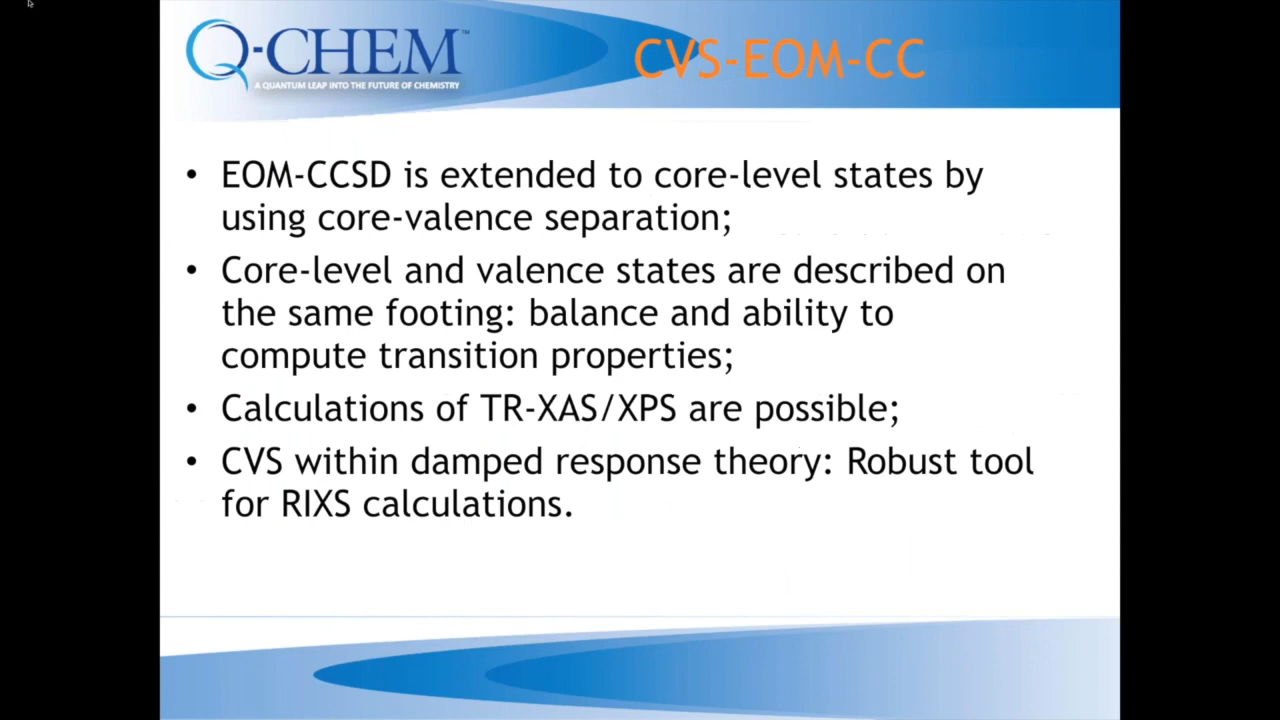 Q-CHEM™
A QUANTUM LEAP INTO THE FUTURE OF CHEMISTRY
CVS-EOM-CC
• EOM-CCSD is extended to core-level states by
using core-valence separation;
• Core-level and valence states are described on
the same footing: balance and ability to
compute transition properties;
• Calculations of TR-XAS/XPS are possible;
• CVS within damped response theory: Robust tool
for RIXS calculations.